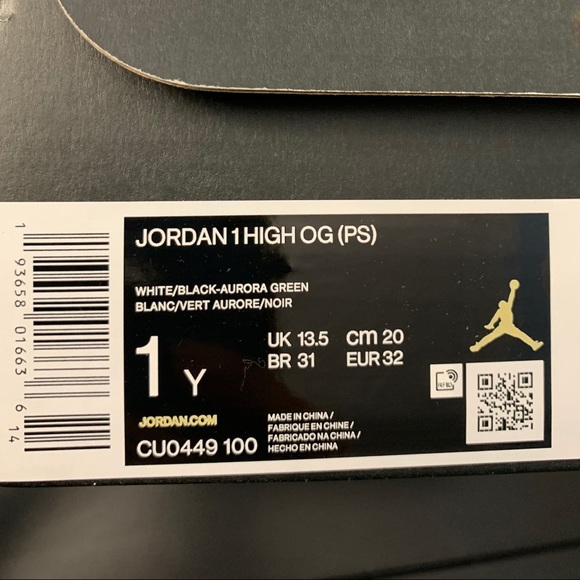 1 93658 01663 6 14
JORDAN 1 HIGH OG (PS)
WHITE/BLACK-AURORA GREEN
BLANC/VERT AURORE/NOIR
1 Y
UK 13.5 cm 20
BR 31 EUR 32
JORDAN.COM
CU0449 100
MADE IN CHINA /
FABRIQUE EN CHINE /
FABRICADO NA CHINA /
HECHO EN CHINA
RFID